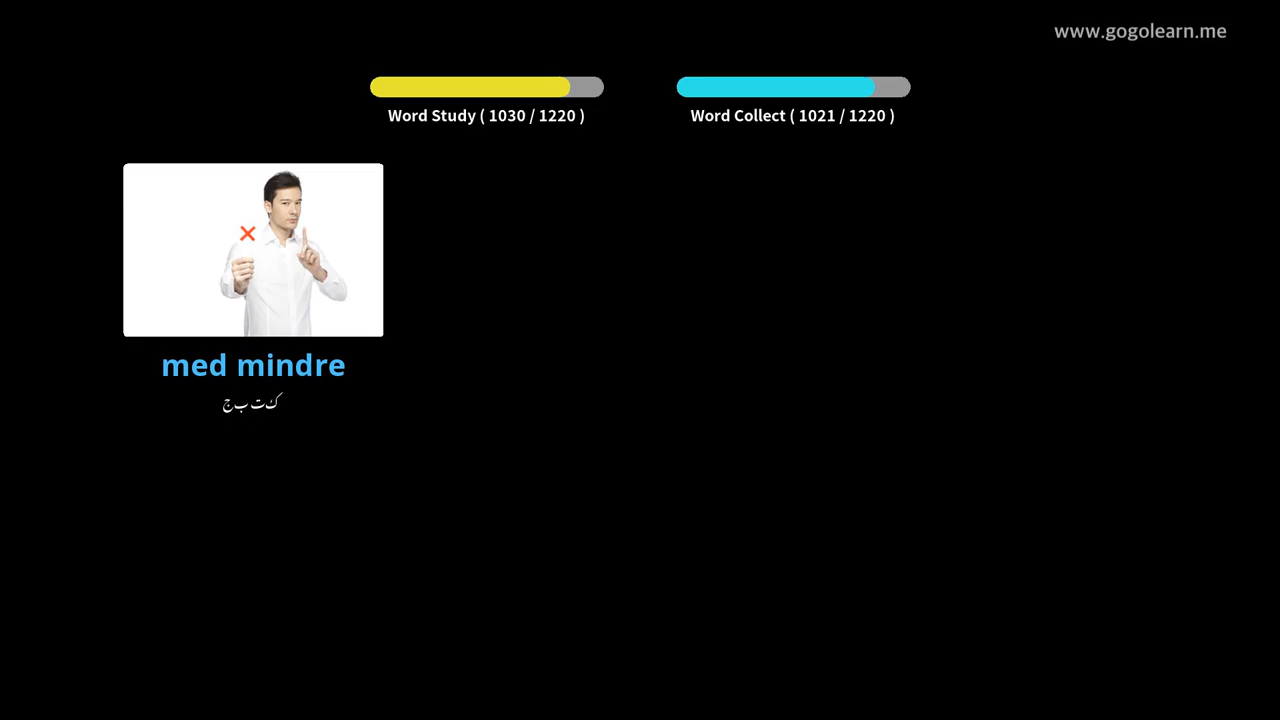 www.gogolearn.me
Word Study ( 1030 / 1220 )
Word Collect ( 1021 / 1220 )
med mindre
جب تک